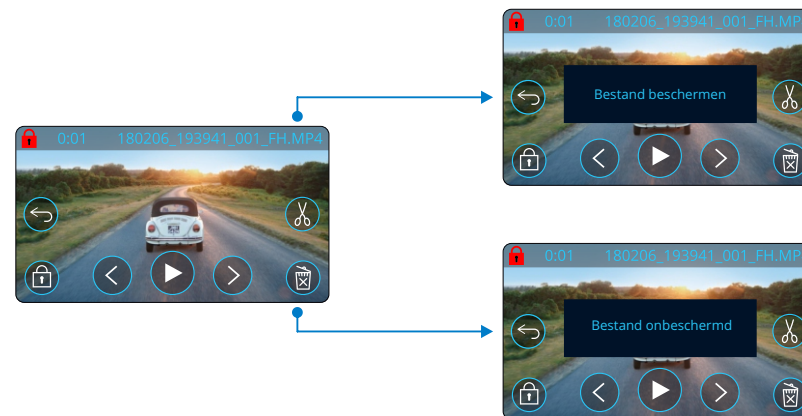 0:01 180206_193941_001_FH.MP4
0:01 180206_193941_001_FH.MP
Bestand beschermen
0:01 180206_193941_001_FH.MP
Bestand onbeschermd